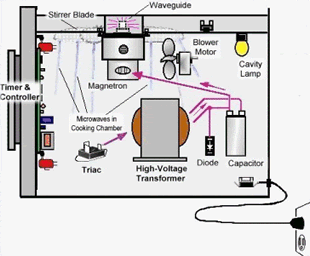 Waveguide
Stirrer Blade
Blower
Motor
Cavity
Lamp
Magnetron
Timer &
Controller
Microwaves in
Cooking Chamber
Triac
High-Voltage
Transformer
Diode
Capacitor